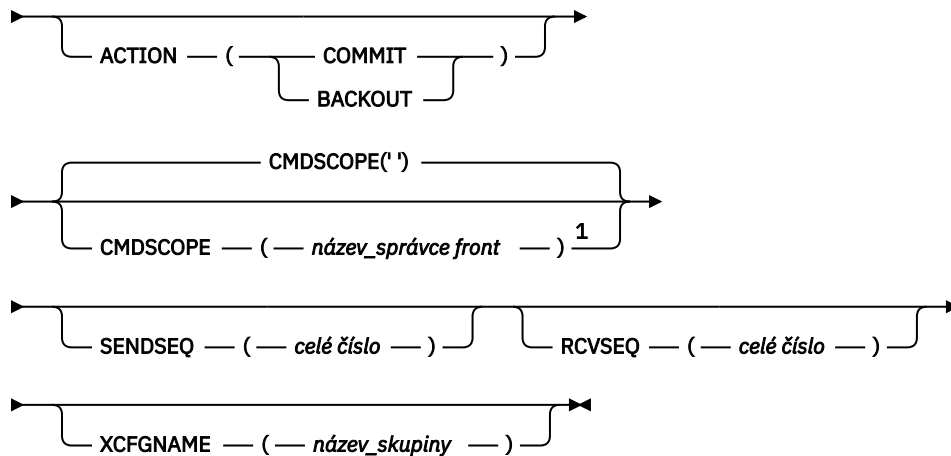 ACTION ( COMMIT )
BACKOUT
CMDSCOPE(' ')
CMDSCOPE ( název_správce front ) 1
SENDSEQ ( celé číslo ) RCVSEQ ( celé číslo )
XCFGNAME ( název_skupiny )